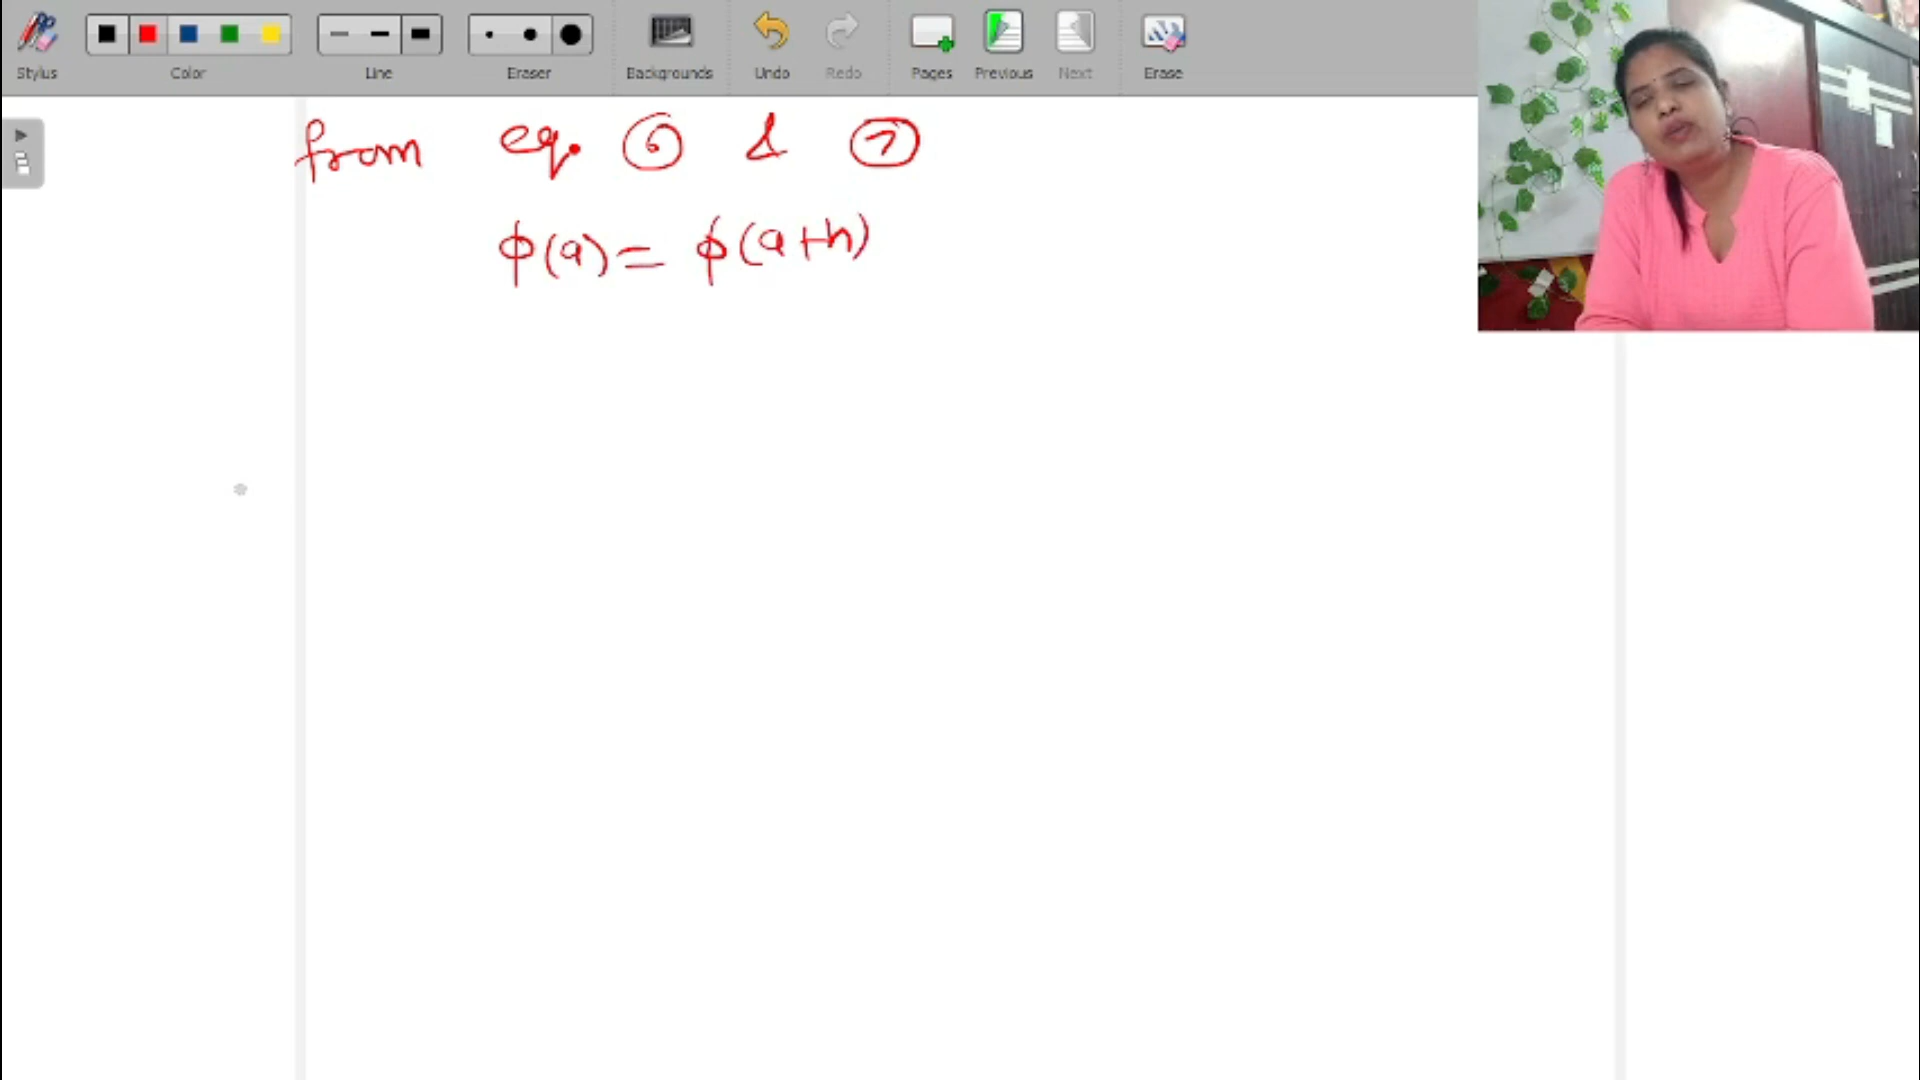 Stylus Color Line Eraser Backgrounds Undo Redo Pages Previous Next Erase
from eq. ⑥ & ⑦
ϕ(a) = ϕ(a+h)